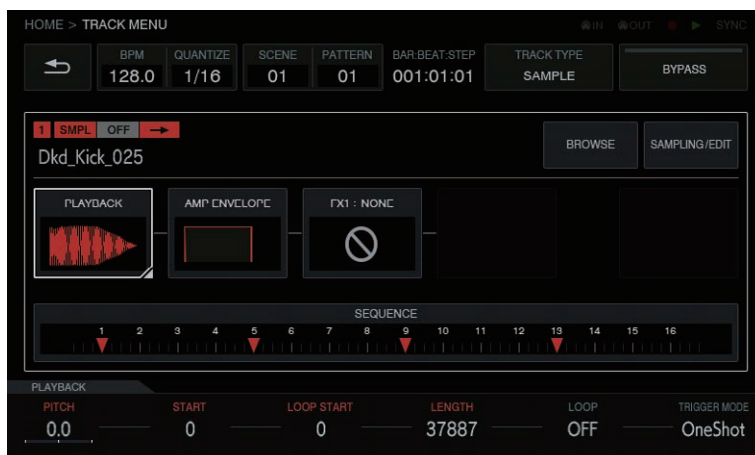 HOME > TRACK MENU IN OUT SYNC
BPM QUANTIZE SCENE PATTERN BAR:BEAT:STEP TRACK TYPE
128.0 1/16 01 01 001:01:01 SAMPLE BYPASS
1 SMPL OFF
Dkd_Kick_025 BROWSE SAMPLING/EDIT
PLAYBACK AMP ENVELOPE FX1 : NONE
SEQUENCE
1 2 3 4 5 6 7 8 9 10 11 12 13 14 15 16
PLAYBACK
PITCH START LOOP START LENGTH LOOP TRIGGER MODE
0.0 0 0 37887 OFF OneShot